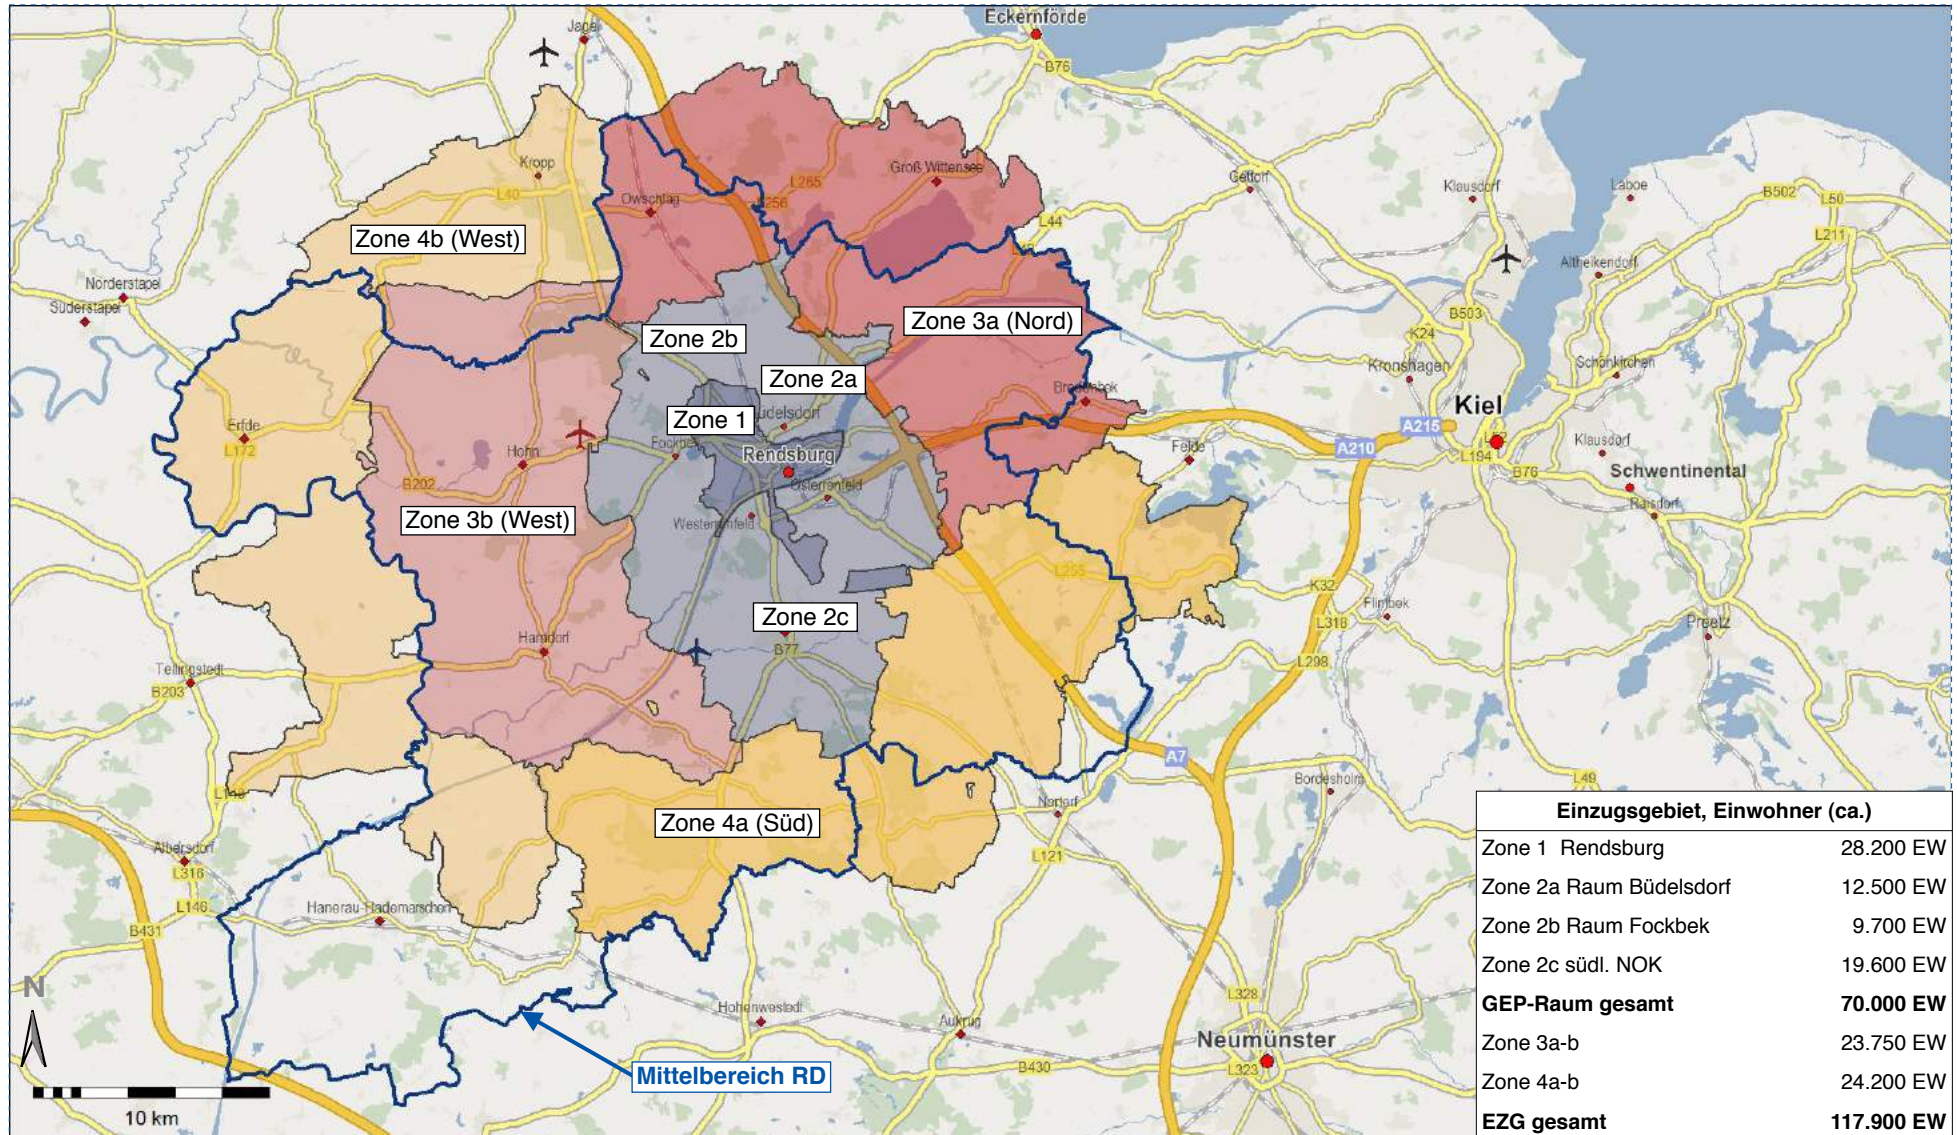 Eckernförde
Jagel
B76
Kropp
L40
L265
Groß Wittensee
Owschlag
L44
Gettorf
Klausdorf
Laboe
B502
L50
L211
Zone 4b (West)
Norderstapel
Süderstapel
Altheikendorf
B503
Zone 3a (Nord)
Zone 2b
K24
Kronshagen
Schönkirchen
Zone 2a
Zone 1
Kiel
A215
Erfde
L172
Hohn
Rendsburg
Felde
A210
L194
B76
Klausdorf
Schwentinental
Raisdorf
B202
Osterrönfeld
Zone 3b (West)
Westerrönfeld
K32
Flintbek
L318
Preetz
Zone 2c
B77
Hamdorf
L298
Tellingstedt
B203
A7
Bordesholm
L49
Nortorf
Zone 4a (Süd)
L121
Albersdorf
L316
L146
B431
Hanerau-Hademarschen
Hohenwestedt
Aukrug
L328
Neumünster
L323
B430
Mittelbereich RD
N
10 km
Einzugsgebiet, Einwohner (ca.)
Zone 1 Rendsburg 28.200 EW
Zone 2a Raum Büdelsdorf 12.500 EW
Zone 2b Raum Fockbek 9.700 EW
Zone 2c südl. NOK 19.600 EW
GEP-Raum gesamt 70.000 EW
Zone 3a-b 23.750 EW
Zone 4a-b 24.200 EW
EZG gesamt 117.900 EW